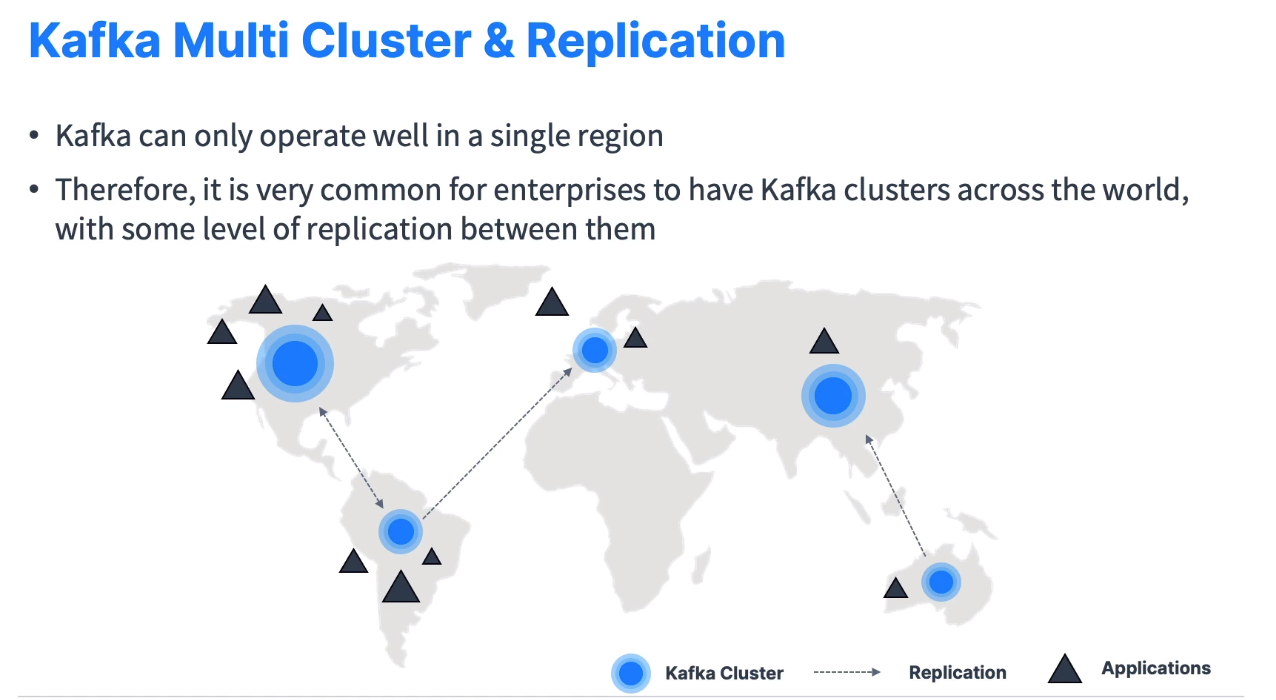 Kafka Multi Cluster & Replication
• Kafka can only operate well in a single region
• Therefore, it is very common for enterprises to have Kafka clusters across the world,
with some level of replication between them
Kafka Cluster
Replication
Applications